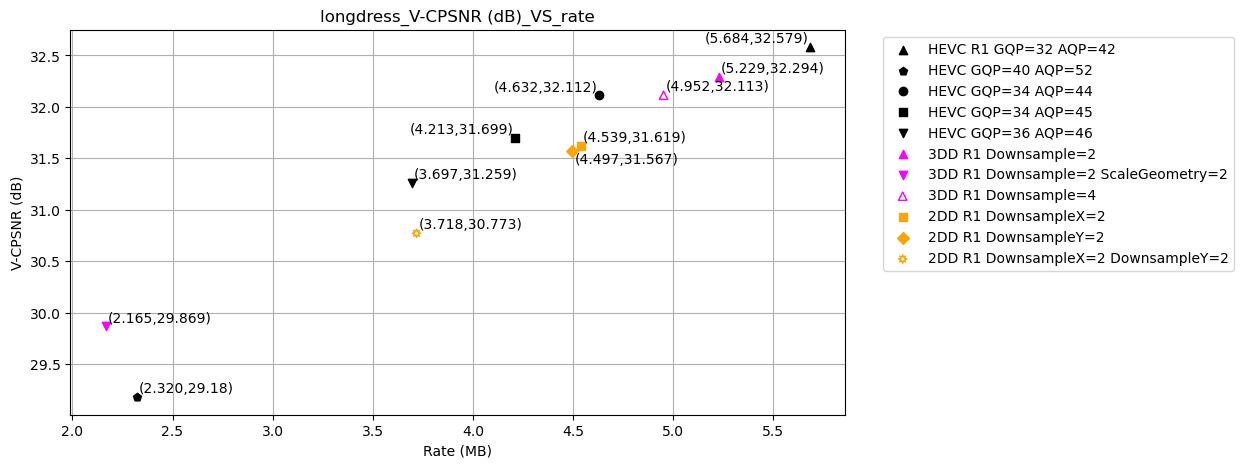 longdress_V-CPSNR (dB)_VS_rate
V-CPSNR (dB)
32.5
32.0
31.5
31.0
30.5
30.0
29.5
(5.684,32.579)
(5.229,32.294)
(4.632,32.112)
(4.952,32.113)
(4.213,31.699)
(4.539,31.619)
(4.497,31.567)
(3.697,31.259)
(3.718,30.773)
(2.165,29.869)
(2.320,29.18)
2.0
2.5
3.0
3.5
4.0
4.5
5.0
5.5
Rate (MB)
HEVC R1 GQP=32 AQP=42
HEVC GQP=40 AQP=52
HEVC GQP=34 AQP=44
HEVC GQP=34 AQP=45
HEVC GQP=36 AQP=46
3DD R1 Downsample=2
3DD R1 Downsample=2 ScaleGeometry=2
3DD R1 Downsample=4
2DD R1 DownsampleX=2
2DD R1 DownsampleY=2
2DD R1 DownsampleX=2 DownsampleY=2